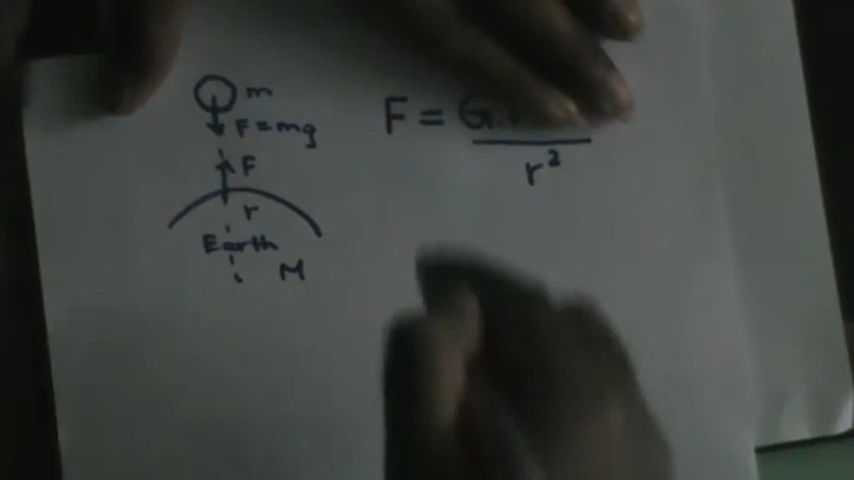 m
F = mg
F
r
Earth
M
F = G.
r²